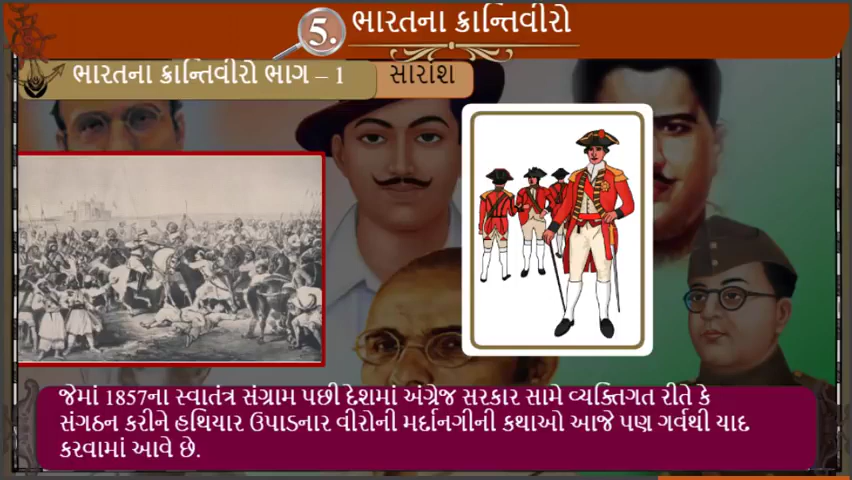 5. ભારતના ક્રાન્તિવીરો
ભારતના ક્રાન્તિવીરો ભાગ – 1 સારાંશ
જેમાં 1857ના સ્વાતંત્ર સંગ્રામ પછી દેશમાં અંગ્રેજ સરકાર સામે વ્યક્તિગત રીતે કે
સંગઠન કરીને હથિયાર ઉપાડનાર વીરોની મર્દાનગીની કથાઓ આજે પણ ગર્વથી યાદ
કરવામાં આવે છે.